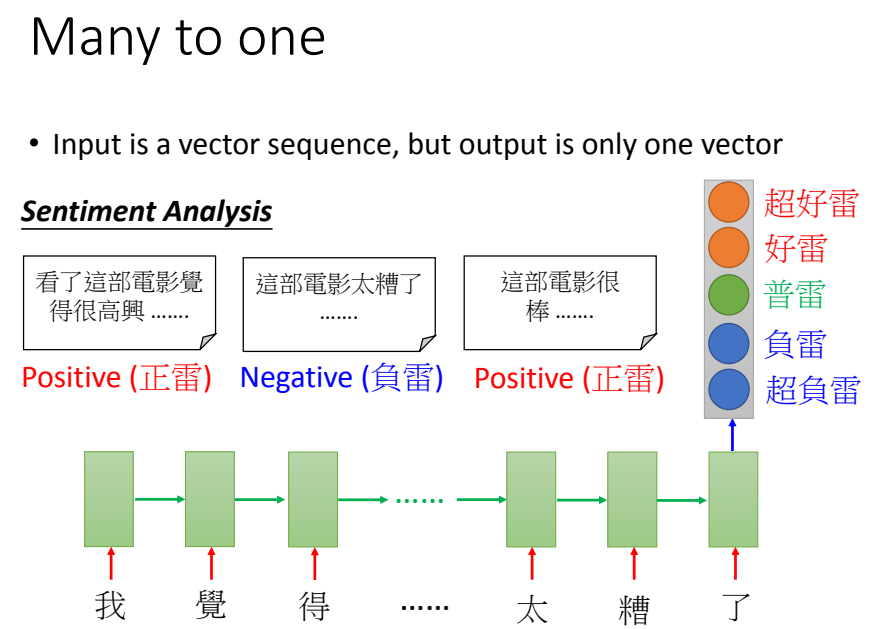 Many to one
• Input is a vector sequence, but output is only one vector
Sentiment Analysis
看了這部電影覺
得很高興 …….
Positive (正雷)
這部電影太糟了
…….
Negative (負雷)
這部電影很
棒 …….
Positive (正雷)
超好雷
好雷
普雷
負雷
超負雷
……
我 覺 得 …… 太 糟 了